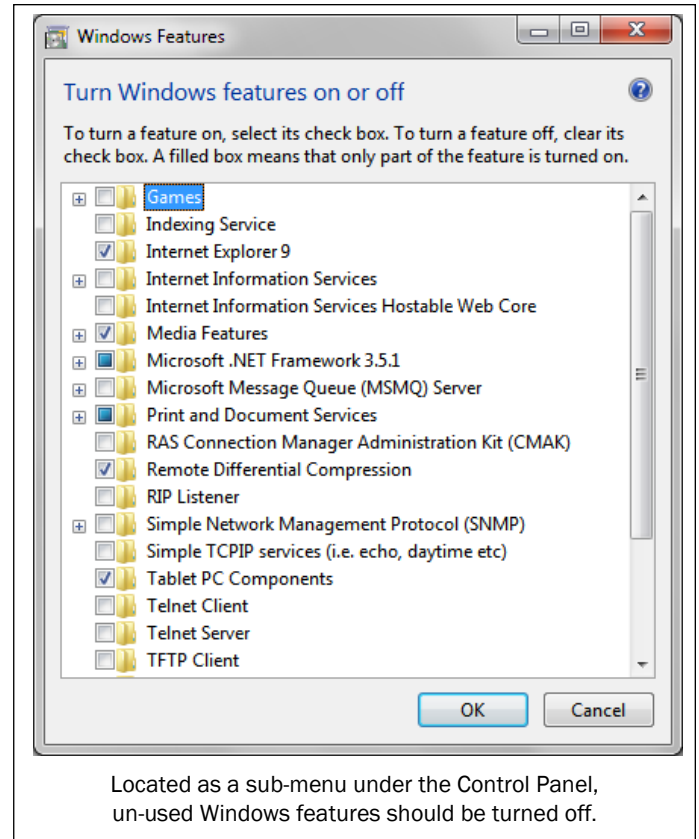 Windows Features
Turn Windows features on or off
To turn a feature on, select its check box. To turn a feature off, clear its
check box. A filled box means that only part of the feature is turned on.
Games
Indexing Service
Internet Explorer 9
Internet Information Services
Internet Information Services Hostable Web Core
Media Features
Microsoft .NET Framework 3.5.1
Microsoft Message Queue (MSMQ) Server
Print and Document Services
RAS Connection Manager Administration Kit (CMAK)
Remote Differential Compression
RIP Listener
Simple Network Management Protocol (SNMP)
Simple TCPIP services (i.e. echo, daytime etc)
Tablet PC Components
Telnet Client
Telnet Server
TFTP Client
OK Cancel
Located as a sub-menu under the Control Panel,
un-used Windows features should be turned off.